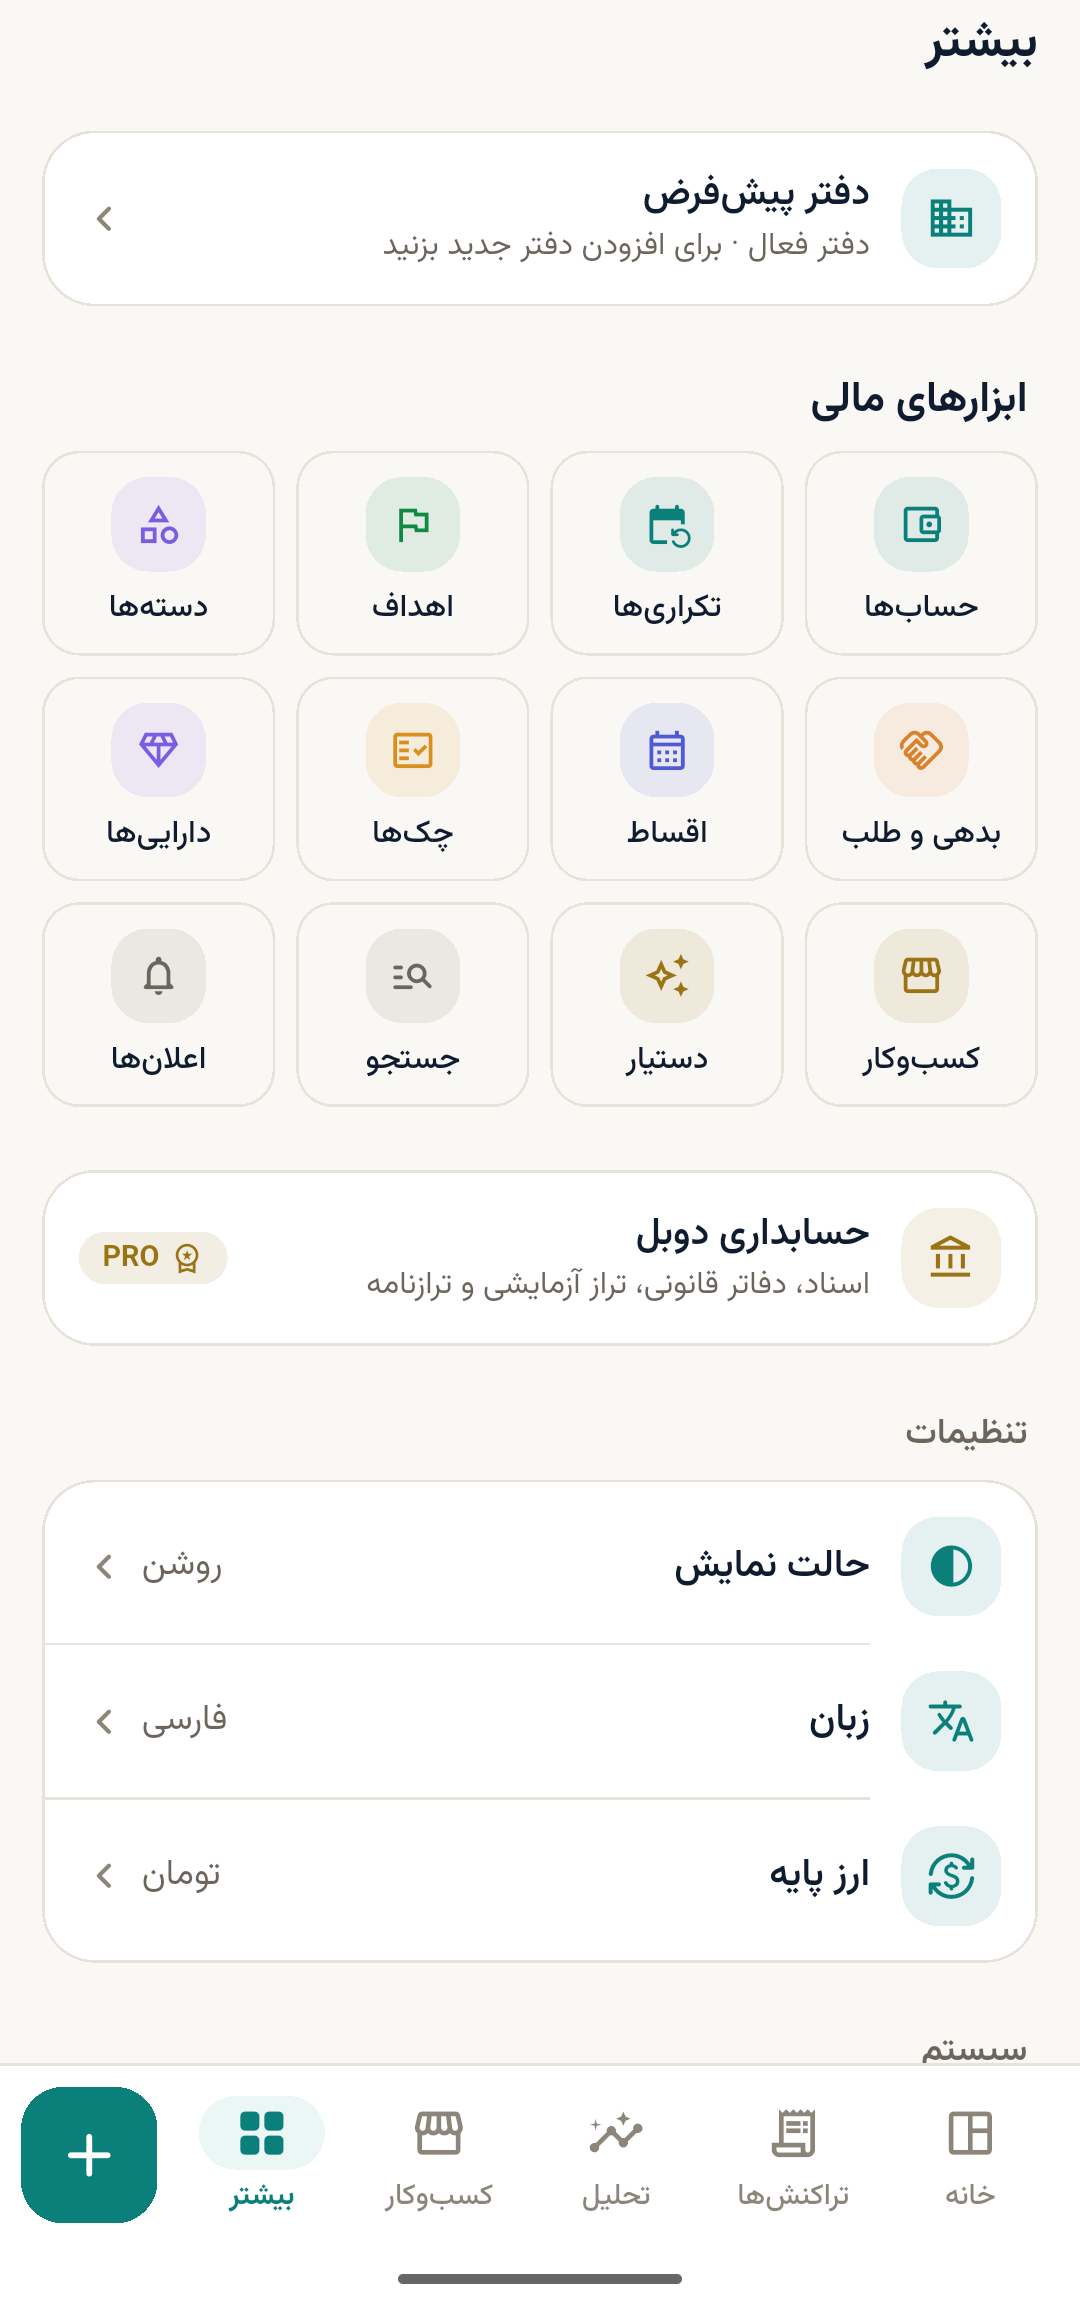 بیشتر
دفتر پیش‌فرض
دفتر فعال · برای افزودن دفتر جدید بزنید
ابزارهای مالی
حساب‌ها
تکراری‌ها
اهداف
دسته‌ها
بدهی و طلب
اقساط
چک‌ها
دارایی‌ها
کسب‌وکار
دستیار
جستجو
اعلان‌ها
حسابداری دوبل
اسناد، دفاتر قانونی، تراز آزمایشی و ترازنامه
PRO
تنظیمات
حالت نمایش
روشن
زبان
فارسی
ارز پایه
تومان
سیستم
خانه
تراکنش‌ها
تحلیل
کسب‌وکار
بیشتر